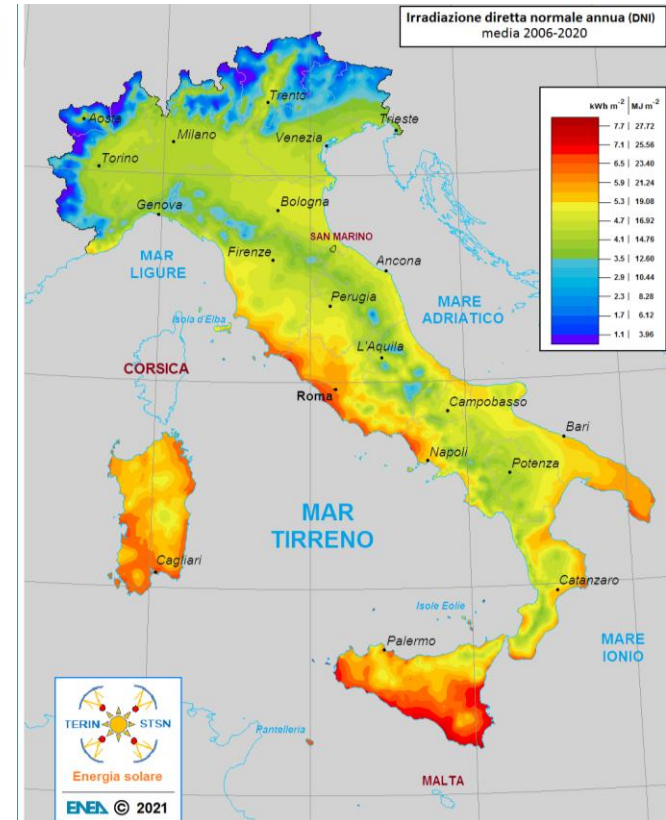 Irradiazione diretta normale annua (DNI)
media 2006-2020
kWh m⁻² | MJ m⁻²
7.7 | 27.72
7.1 | 25.56
6.5 | 23.40
5.9 | 21.24
5.3 | 19.08
4.7 | 16.92
4.1 | 14.76
3.5 | 12.60
2.9 | 10.44
2.3 | 8.28
1.7 | 6.12
1.1 | 3.96
Trento
Aosta
Milano
Venezia
Trieste
Torino
Genova
Bologna
SAN MARINO
MAR
LIGURE
Firenze
Ancona
Perugia
MARE
ADRIATICO
Isola d'Elba
L'Aquila
CORSICA
Roma
Campobasso
Bari
Napoli
Potenza
MAR
TIRRENO
Cagliari
Catanzaro
Isole Eolie
Palermo
MARE
IONIO
Pantelleria
MALTA
TERIN STSN
Energia solare
ENEA © 2021